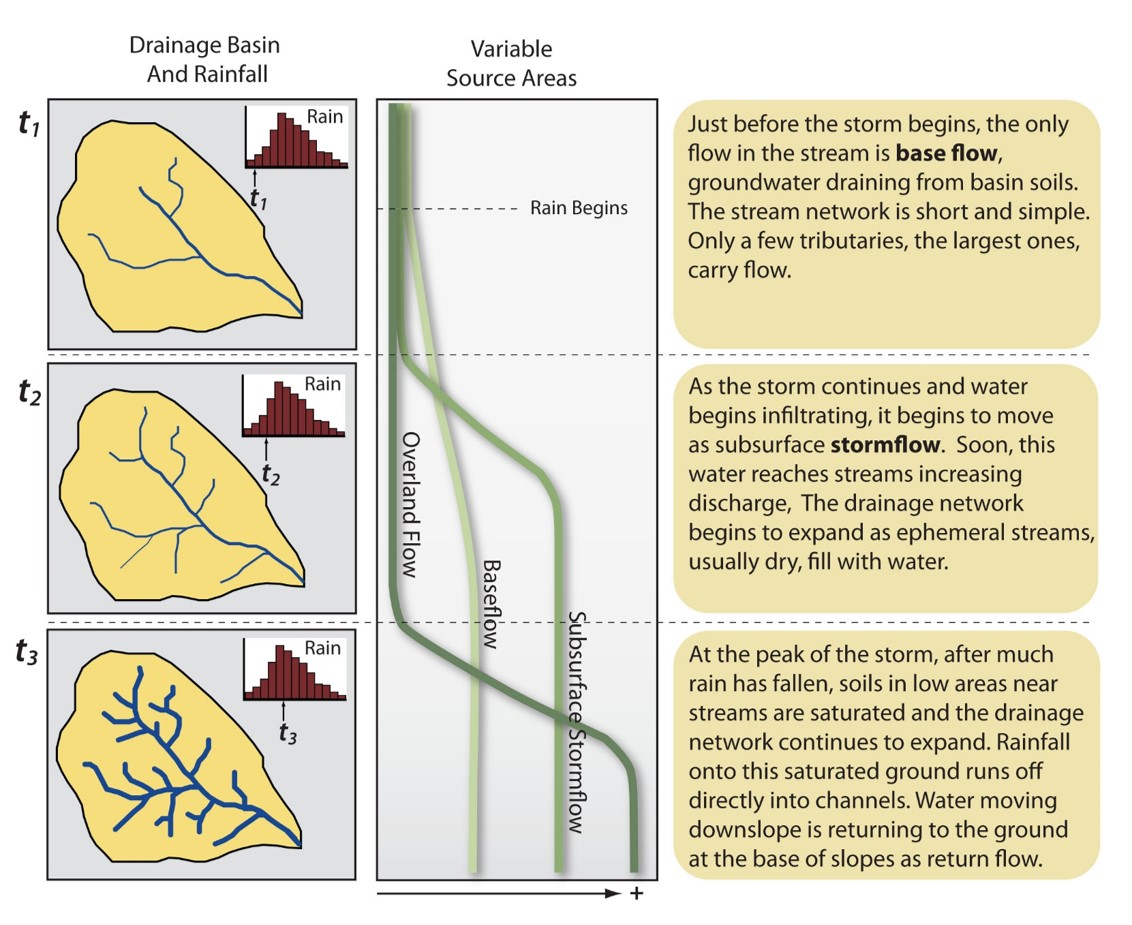 Drainage Basin
And Rainfall
Variable
Source Areas
t1
Rain
t1
Rain Begins
Just before the storm begins, the only
flow in the stream is base flow,
groundwater draining from basin soils.
The stream network is short and simple.
Only a few tributaries, the largest ones,
carry flow.
t2
Rain
t2
Overland Flow
Baseflow
Subsurface Stormflow
As the storm continues and water
begins infiltrating, it begins to move
as subsurface stormflow. Soon, this
water reaches streams increasing
discharge, The drainage network
begins to expand as ephemeral streams,
usually dry, fill with water.
t3
Rain
t3
At the peak of the storm, after much
rain has fallen, soils in low areas near
streams are saturated and the drainage
network continues to expand. Rainfall
onto this saturated ground runs off
directly into channels. Water moving
downslope is returning to the ground
at the base of slopes as return flow.
+